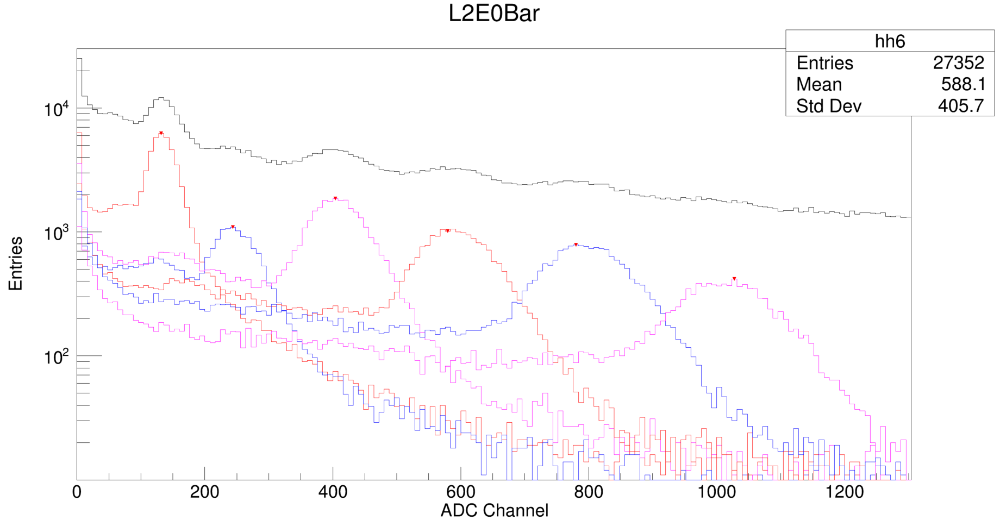 L2E0Bar
hh6
Entries 27352
Mean 588.1
Std Dev 405.7
10^4
10^3
10^2
Entries
0 200 400 600 800 1000 1200
ADC Channel